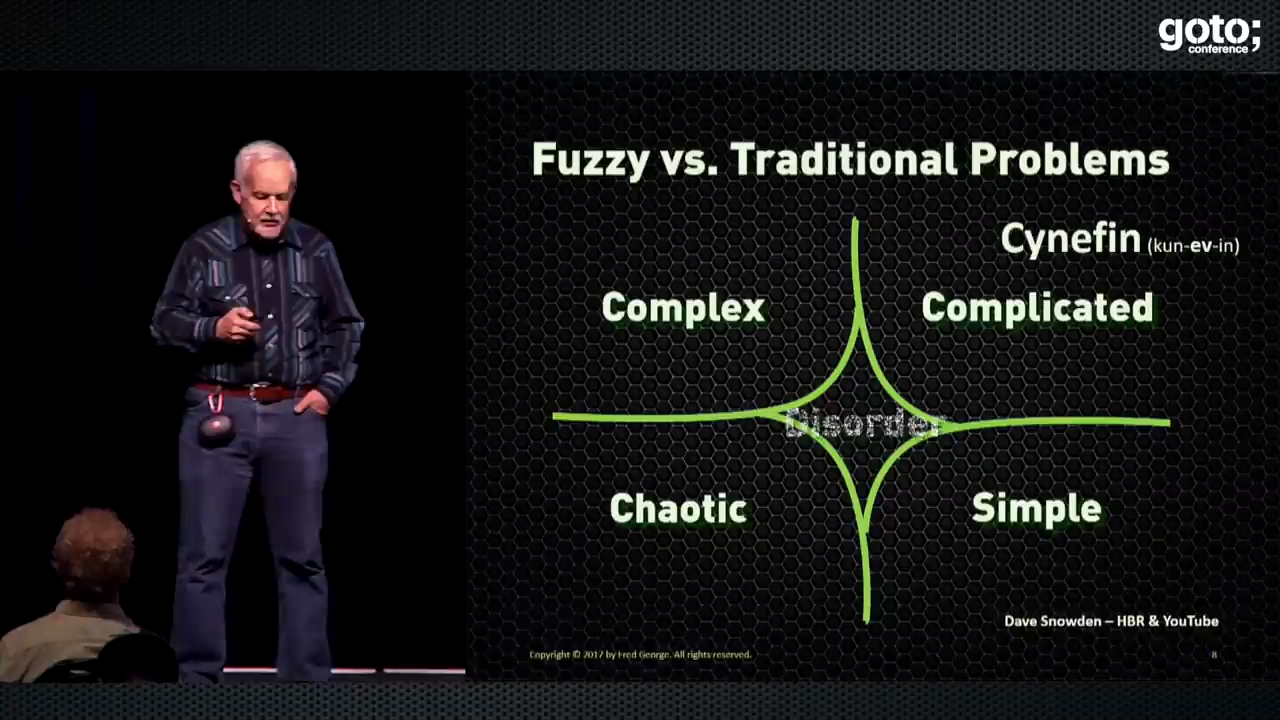 goto;
conference
Fuzzy vs. Traditional Problems
Cynefin (kun-ev-in)
Complex
Complicated
Disorder
Chaotic
Simple
Dave Snowden – HBR & YouTube
Copyright © 2017 by Fred George. All rights reserved.
8